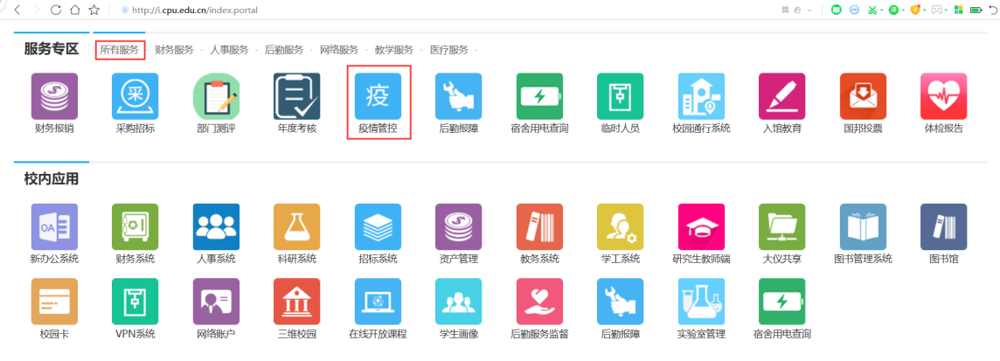 http://i.cpu.edu.cn/index.portal
服务专区 所有服务 · 财务服务 · 人事服务 · 后勤服务 · 网络服务 · 教学服务 · 医疗服务 ·
采 疫
财务报销 采购招标 部门测评 年度考核 疫情管控 后勤报障 宿舍用电查询 临时人员 校园通行系统 入馆教育 国邦投票 体检报告
校内应用
OA
新办公系统 财务系统 人事系统 科研系统 招标系统 资产管理 教务系统 学工系统 研究生教师端 大仪共享 图书管理系统 图书馆
校园卡 VPN系统 网络账户 三维校园 在线开放课程 学生画像 后勤服务监督 后勤报障 实验室管理 宿舍用电查询